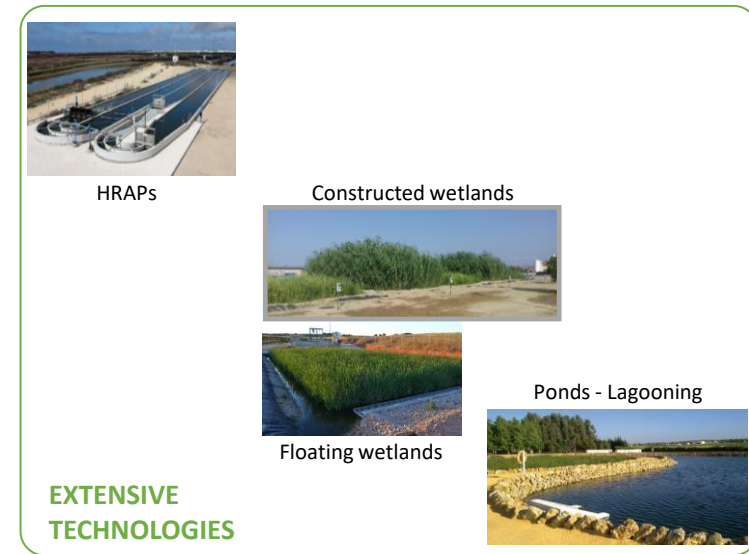 HRAPs
Constructed wetlands
Floating wetlands
Ponds - Lagooning
EXTENSIVE
TECHNOLOGIES